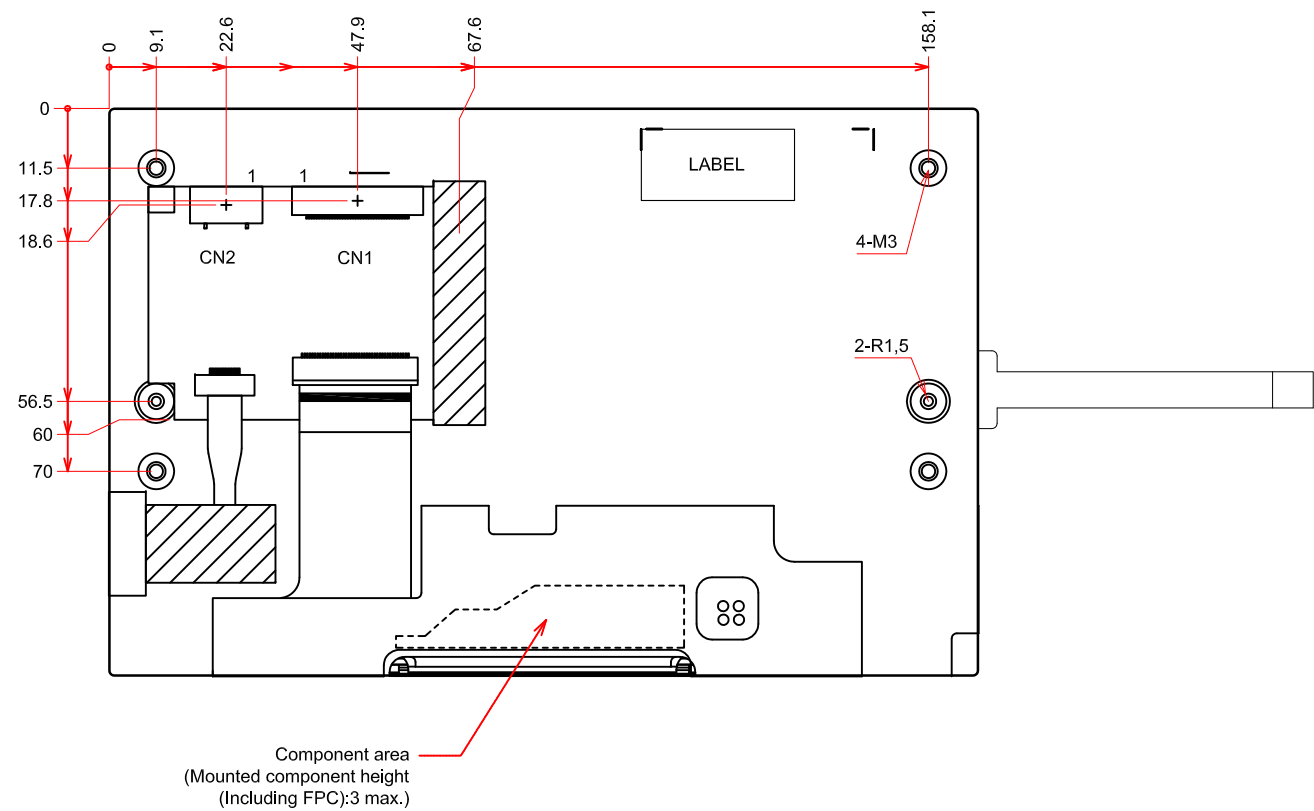 0
9.1
22.6
47.9
67.6
158.1
0
11.5
17.8
18.6
56.5
60
70
LABEL
1
1
CN2
CN1
4-M3
2-R1,5
Component area
(Mounted component height
(Including FPC):3 max.)